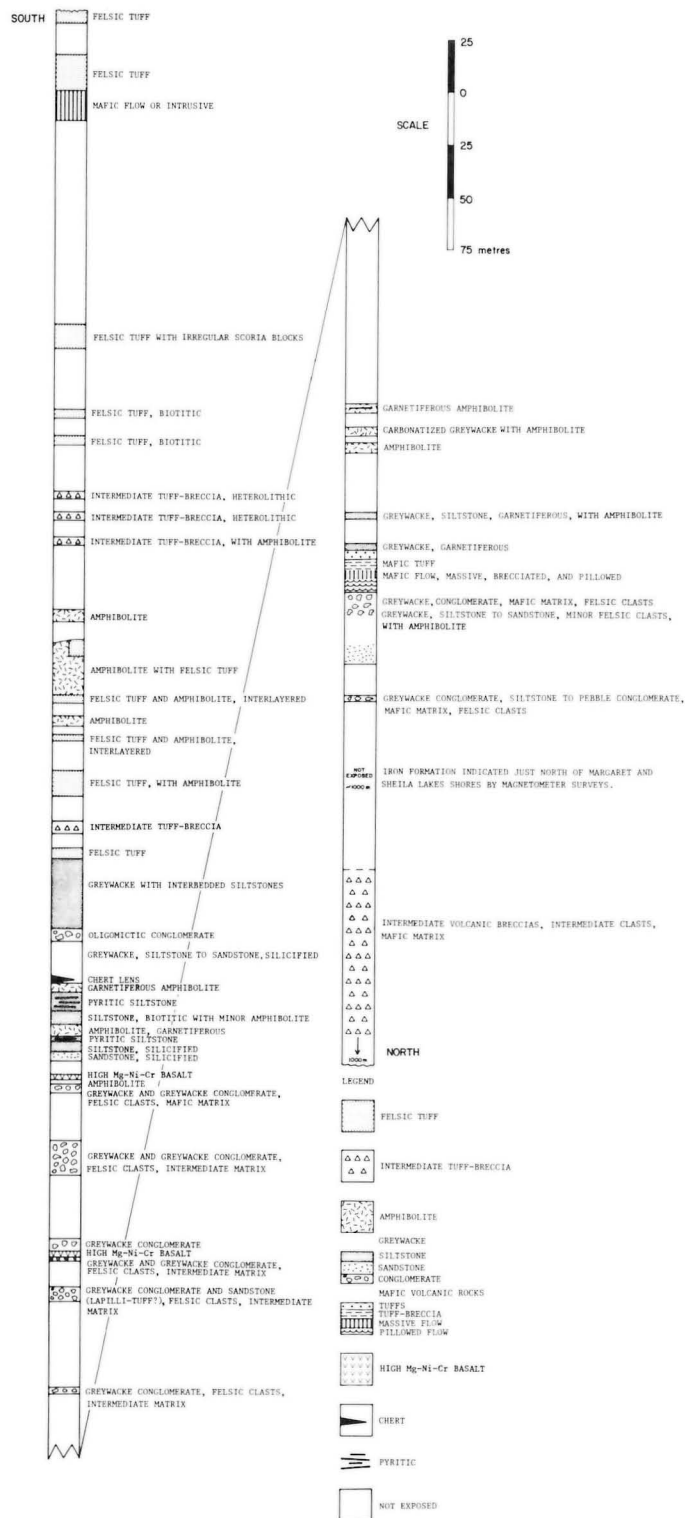 SOUTH
FELSIC TUFF
FELSIC TUFF
MAFIC FLOW OR INTRUSIVE
FELSIC TUFF WITH IRREGULAR SCORIA BLOCKS
FELSIC TUFF, BIOTITIC
FELSIC TUFF, BIOTITIC
INTERMEDIATE TUFF-BRECCIA, HETEROLITHIC
INTERMEDIATE TUFF-BRECCIA, HETEROLITHIC
INTERMEDIATE TUFF-BRECCIA, WITH AMPHIBOLITE
AMPHIBOLITE
AMPHIBOLITE WITH FELSIC TUFF
FELSIC TUFF AND AMPHIBOLITE, INTERLAYERED
AMPHIBOLITE
FELSIC TUFF AND AMPHIBOLITE,
INTERLAYERED
FELSIC TUFF, WITH AMPHIBOLITE
INTERMEDIATE TUFF-BRECCIA
FELSIC TUFF
GREYWACKE WITH INTERBEDDED SILTSTONES
OLIGOMICTIC CONGLOMERATE
GREYWACKE, SILTSTONE TO SANDSTONE, SILICIFIED
CHERT LENS
GARNETIFEROUS AMPHIBOLITE
PYRITIC SILTSTONE
SILTSTONE, BIOTITIC WITH MINOR AMPHIBOLITE
AMPHIBOLITE, GARNETIFEROUS
PYRITIC SILTSTONE
SILTSTONE, SILICIFIED
SANDSTONE, SILICIFIED
HIGH Mg-Ni-Cr BASALT
AMPHIBOLITE
GREYWACKE AND GREYWACKE CONGLOMERATE,
FELSIC CLASTS, MAFIC MATRIX
GREYWACKE AND GREYWACKE CONGLOMERATE,
FELSIC CLASTS, INTERMEDIATE MATRIX
GREYWACKE CONGLOMERATE
HIGH Mg-Ni-Cr BASALT
GREYWACKE AND GREYWACKE CONGLOMERATE,
FELSIC CLASTS, INTERMEDIATE MATRIX
GREYWACKE CONGLOMERATE AND SANDSTONE
(LAPILLI-TUFF?), FELSIC CLASTS, INTERMEDIATE
MATRIX
GREYWACKE CONGLOMERATE, FELSIC CLASTS,
INTERMEDIATE MATRIX
SCALE
25
0
25
50
75 metres
GARNETIFEROUS AMPHIBOLITE
CARBONATIZED GREYWACKE WITH AMPHIBOLITE
AMPHIBOLITE
GREYWACKE, SILTSTONE, GARNETIFEROUS, WITH AMPHIBOLITE
GREYWACKE, GARNETIFEROUS
MAFIC TUFF
MAFIC FLOW, MASSIVE, BRECCIATED, AND PILLOWED
GREYWACKE, CONGLOMERATE, MAFIC MATRIX, FELSIC CLASTS
GREYWACKE, SILTSTONE TO SANDSTONE, MINOR FELSIC CLASTS,
WITH AMPHIBOLITE
GREYWACKE CONGLOMERATE, SILTSTONE TO PEBBLE CONGLOMERATE,
MAFIC MATRIX, FELSIC CLASTS
NOT
EXPOSED
~1000 m
IRON FORMATION INDICATED JUST NORTH OF MARGARET AND
SHEILA LAKES SHORES BY MAGNETOMETER SURVEYS.
INTERMEDIATE VOLCANIC BRECCIAS, INTERMEDIATE CLASTS,
MAFIC MATRIX
NORTH
1000 m
LEGEND
FELSIC TUFF
INTERMEDIATE TUFF-BRECCIA
AMPHIBOLITE
GREYWACKE
SILTSTONE
SANDSTONE
CONGLOMERATE
MAFIC VOLCANIC ROCKS
TUFFS
TUFF-BRECCIA
MASSIVE FLOW
PILLOWED FLOW
HIGH Mg-Ni-Cr BASALT
CHERT
PYRITIC
NOT EXPOSED